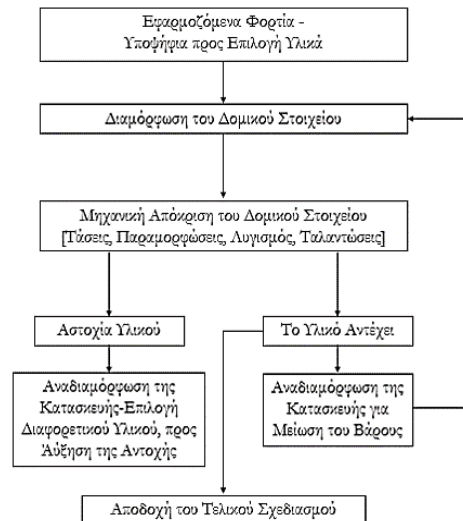 Εφαρμοζόμενα Φορτία -
Υποψήφια προς Επιλογή Υλικά
Διαμόρφωση του Δομικού Στοιχείου
Μηχανική Απόκριση του Δομικού Στοιχείου
[Τάσεις, Παραμορφώσεις, Λυγισμός, Ταλαντώσεις]
Αστοχία Υλικού
Το Υλικό Αντέχει
Αναδιαμόρφωση της
Κατασκευής-Επιλογή
Διαφορετικού Υλικού, προς
Άύξηση της Αντοχής
Αναδιαμόρφωση της
Κατασκευής για
Μείωση του Βάρους
Αποδοχή του Τελικού Σχεδιασμού